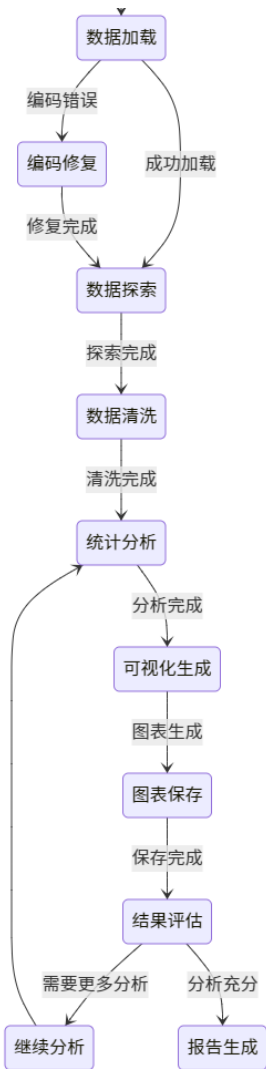 数据加载
编码错误
编码修复
成功加载
修复完成
数据探索
探索完成
数据清洗
清洗完成
统计分析
分析完成
可视化生成
图表生成
图表保存
保存完成
结果评估
需要更多分析
分析充分
继续分析
报告生成